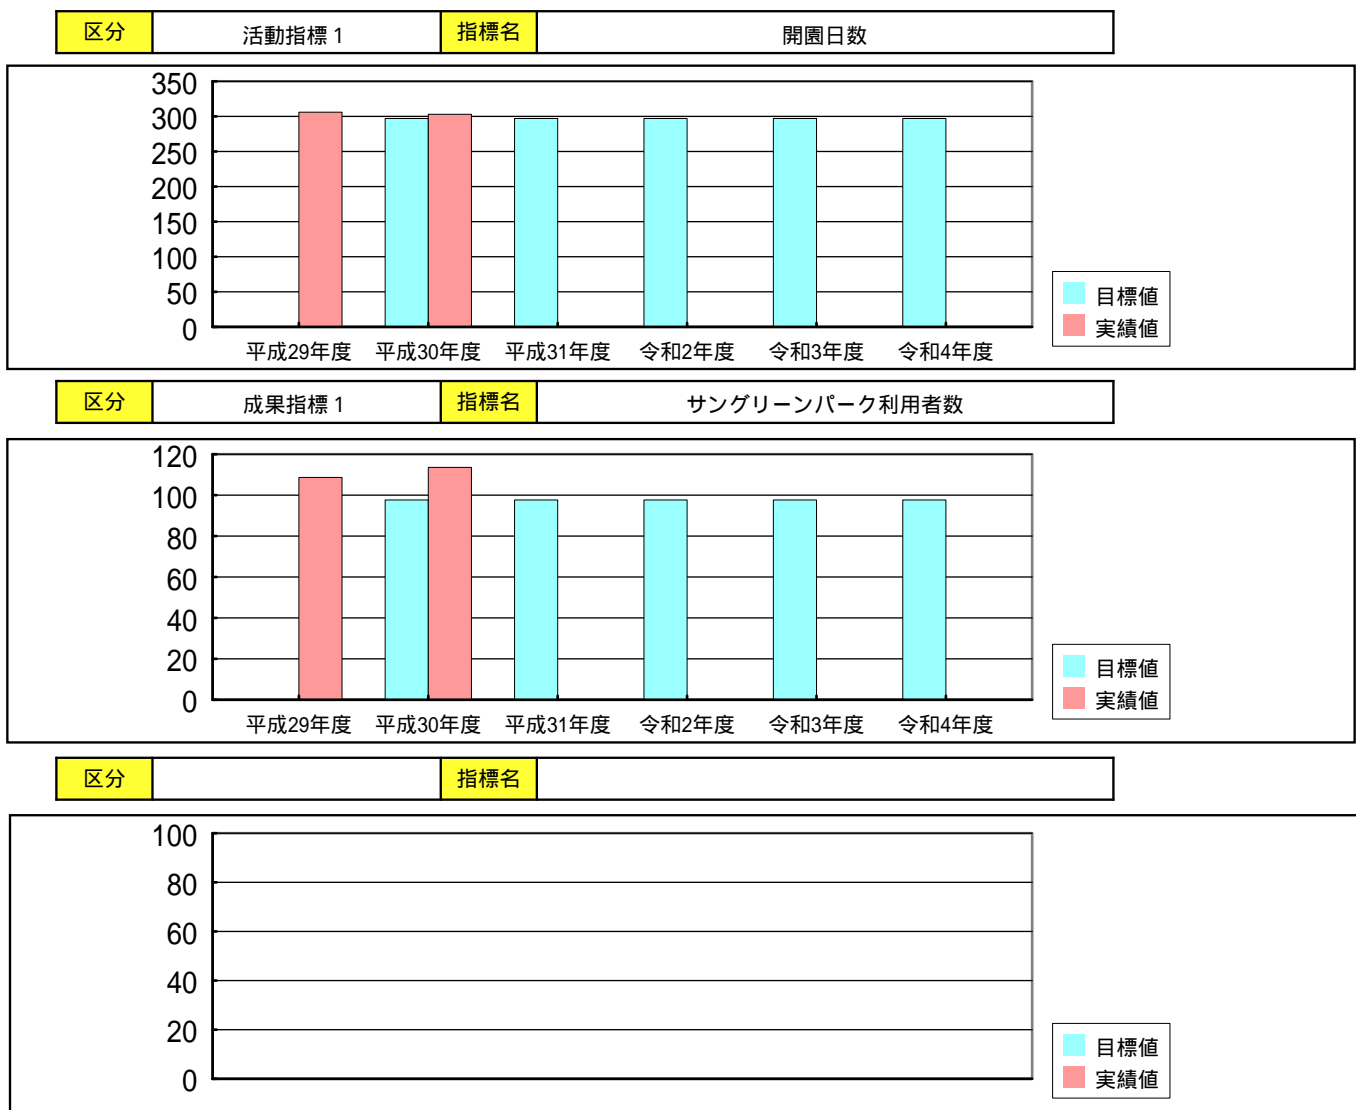 区分 活動指標１ 指標名 開園日数
350
300
250
200
150
100
50
0
平成29年度 平成30年度 平成31年度 令和2年度 令和3年度 令和4年度
目標値
実績値
区分 成果指標１ 指標名 サングリーンパーク利用者数
120
100
80
60
40
20
0
平成29年度 平成30年度 平成31年度 令和2年度 令和3年度 令和4年度
目標値
実績値
区分 指標名
100
80
60
40
20
0
目標値
実績値